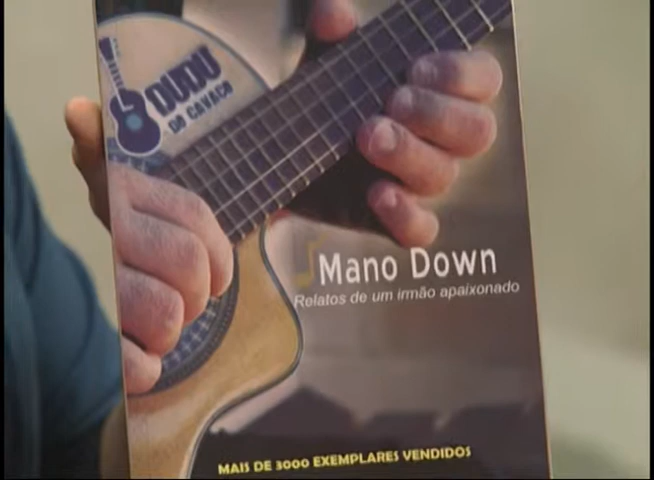 DUDU
DO CAVACO
Mano Down
Relatos de um irmão apaixonado
MAIS DE 3000 EXEMPLARES VENDIDOS